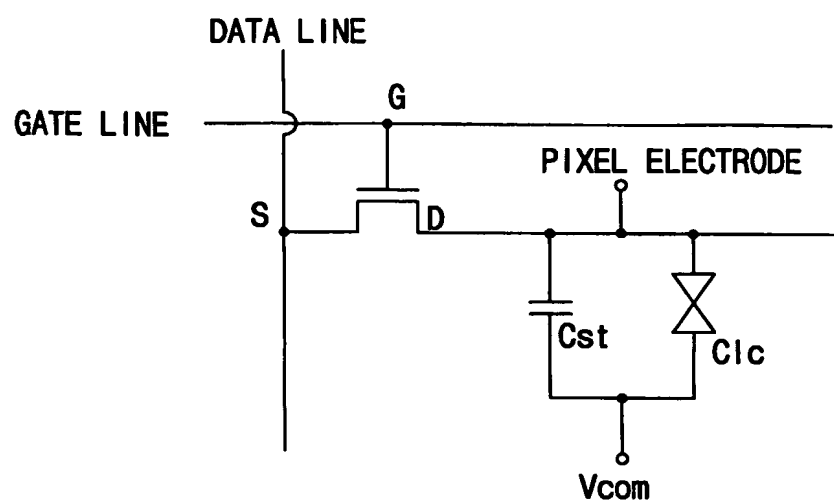 DATA LINE
G
GATE LINE
PIXEL ELECTRODE
S
D
Cst
Clc
Vcom